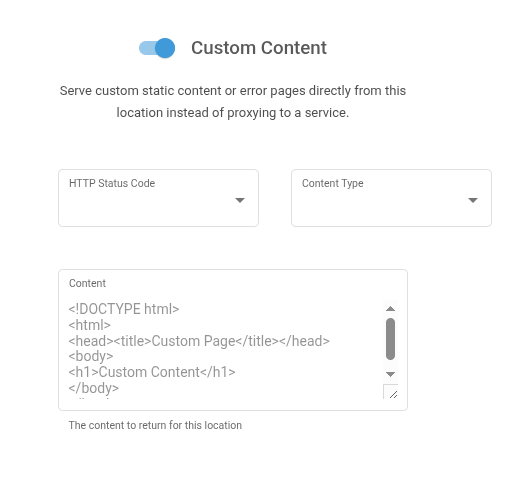 Custom Content
Serve custom static content or error pages directly from this
location instead of proxying to a service.
HTTP Status Code
Content Type
Content
<!DOCTYPE html>
<html>
<head><title>Custom Page</title></head>
<body>
<h1>Custom Content</h1>
</body>
The content to return for this location